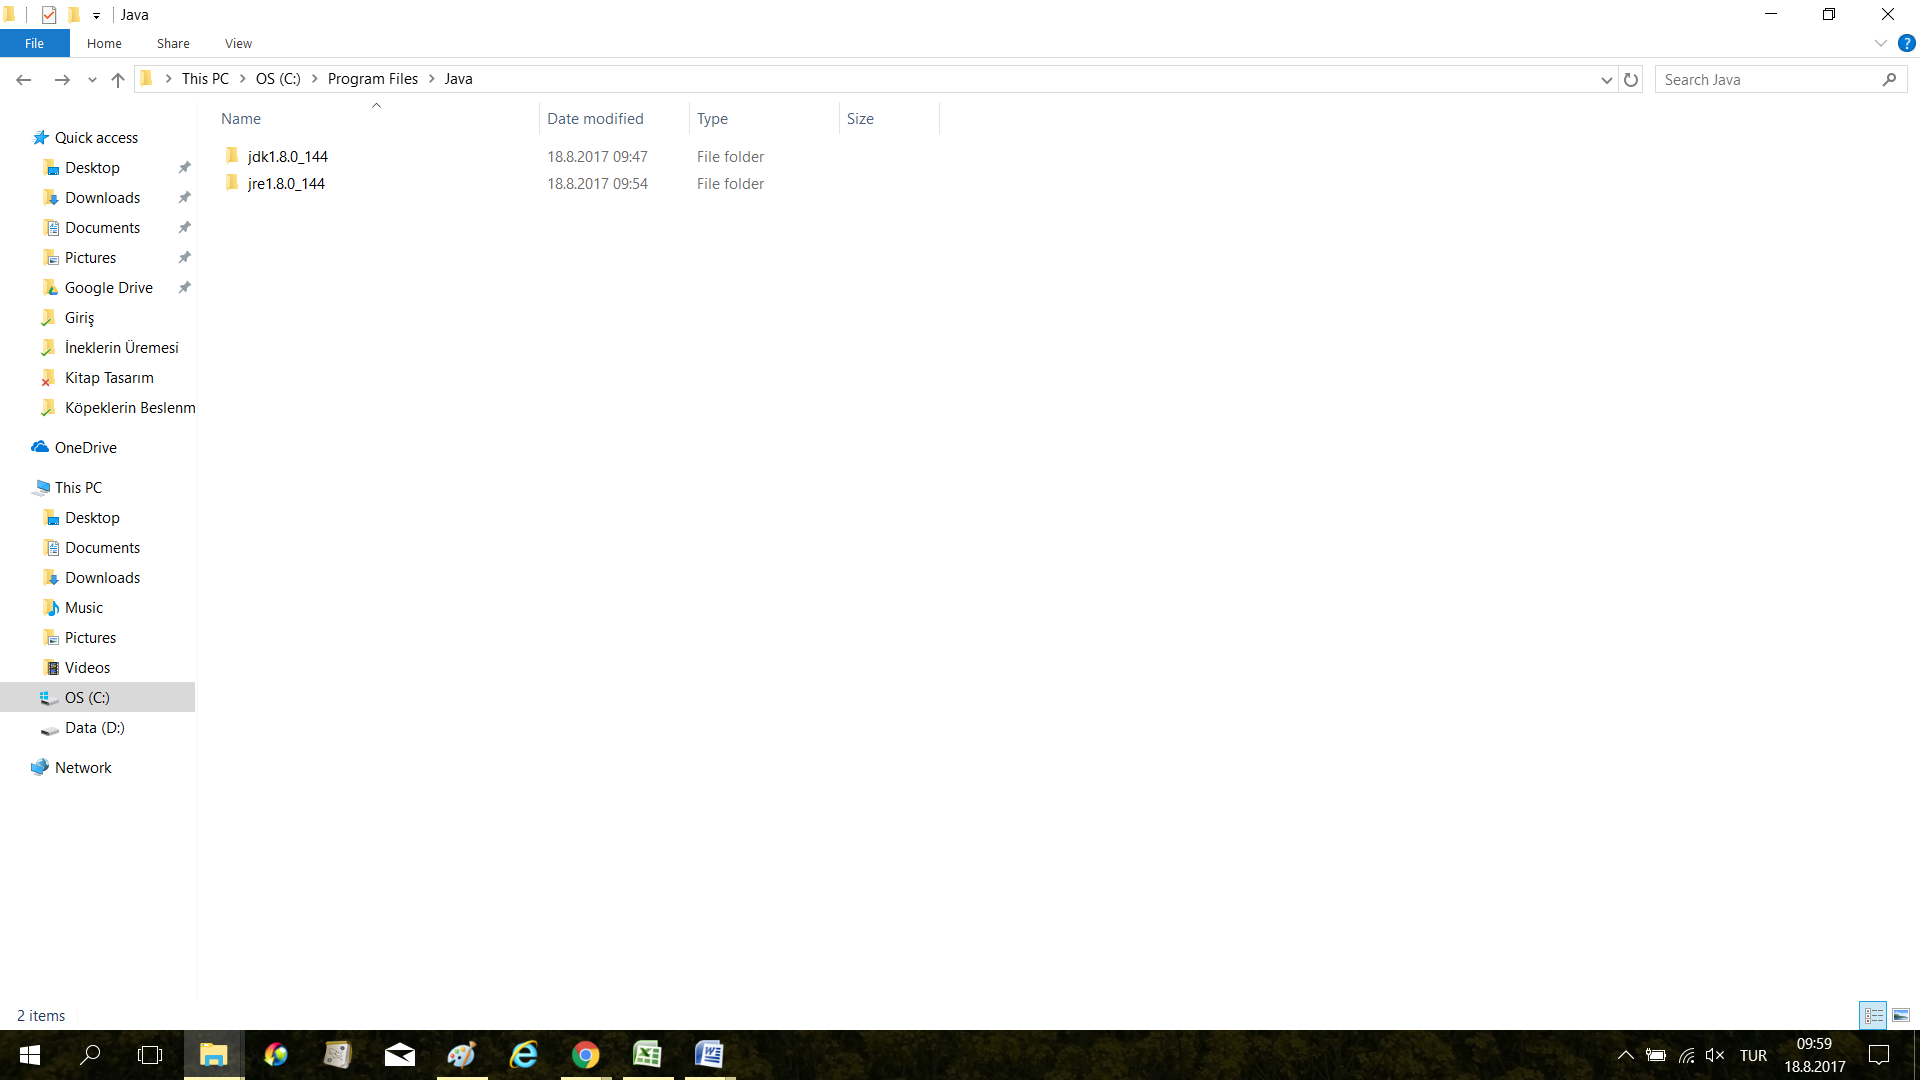 Java
File Home Share View
This PC OS (C:) Program Files Java
Search Java
Name Date modified Type Size
jdk1.8.0_144 18.8.2017 09:47 File folder
jre1.8.0_144 18.8.2017 09:54 File folder
Quick access
Desktop
Downloads
Documents
Pictures
Google Drive
Giriş
İneklerin Üremesi
Kitap Tasarım
Köpeklerin Beslenm
OneDrive
This PC
Desktop
Documents
Downloads
Music
Pictures
Videos
OS (C:)
Data (D:)
Network
2 items
TUR
09:59
18.8.2017